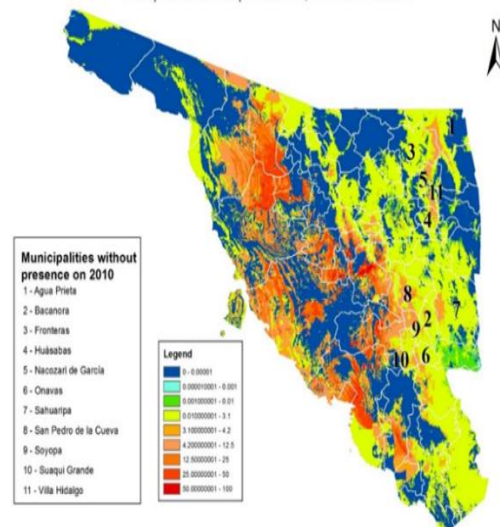 N
1
3
5
11
4
8
7
2
9
10
6
Municipalities without
presence on 2010
1 - Agua Prieta
2 - Bacanora
3 - Fronteras
4 - Huásabas
5 - Nacozari de García
6 - Onavas
7 - Sahuaripa
8 - San Pedro de la Cueva
9 - Soyopa
10 - Suaqui Grande
11 - Villa Hidalgo
Legend
0 - 0.00001
0.000010001 - 0.001
0.001000001 - 0.01
0.01000001 - 3.1
3.10000001 - 4.2
4.200000001 - 12.5
12.50000001 - 25
25.00000001 - 50
50.00000001 - 100